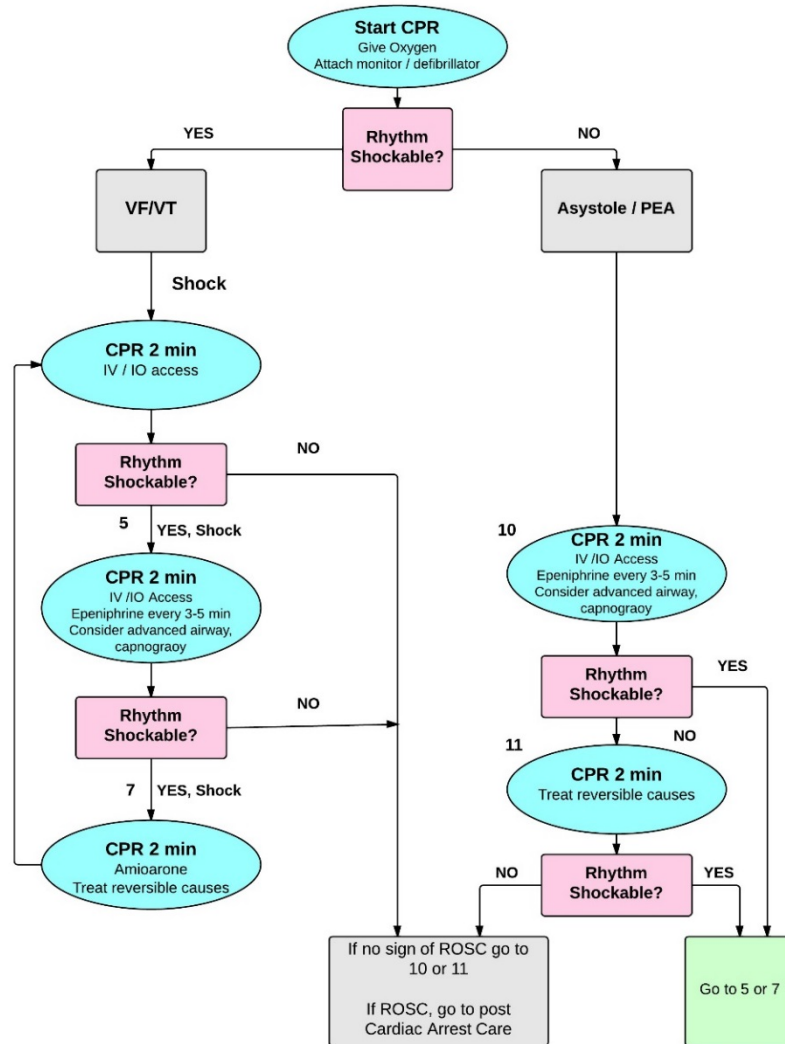 Start CPR
Give Oxygen
Attach monitor / defibrillator
YES
Rhythm
Shockable?
NO
VF/VT
Asystole / PEA
Shock
CPR 2 min
IV / IO access
Rhythm
Shockable?
NO
5
YES, Shock
CPR 2 min
IV /IO Access
Epeniphrine every 3-5 min
Consider advanced airway,
capnograoy
Rhythm
Shockable?
NO
7
YES, Shock
CPR 2 min
Amioarone
Treat reversible causes
10
CPR 2 min
IV /IO Access
Epeniphrine every 3-5 min
Consider advanced airway,
capnograoy
Rhythm
Shockable?
YES
NO
11
CPR 2 min
Treat reversible causes
NO
Rhythm
Shockable?
YES
If no sign of ROSC go to
10 or 11
If ROSC, go to post
Cardiac Arrest Care
Go to 5 or 7